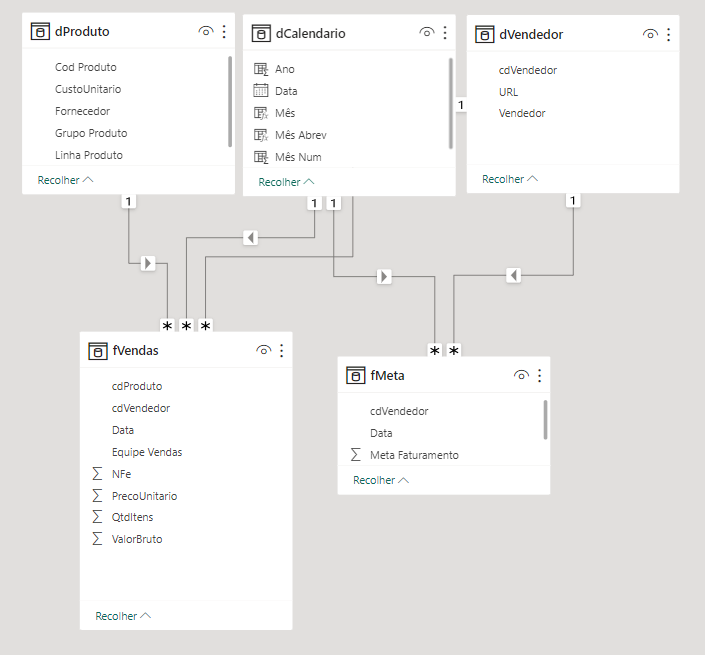 dProduto
Cod Produto
CustoUnitario
Fornecedor
Grupo Produto
Linha Produto
Recolher
1
dCalendario
Ano
Data
Mês
Mês Abrev
Mês Num
Recolher
1
1
1
dVendedor
cdVendedor
URL
Vendedor
Recolher
1
* * *
fVendas
cdProduto
cdVendedor
Data
Equipe Vendas
∑ NFe
∑ PrecoUnitario
∑ QtdItens
∑ ValorBruto
Recolher
* *
fMeta
cdVendedor
Data
∑ Meta Faturamento
Recolher